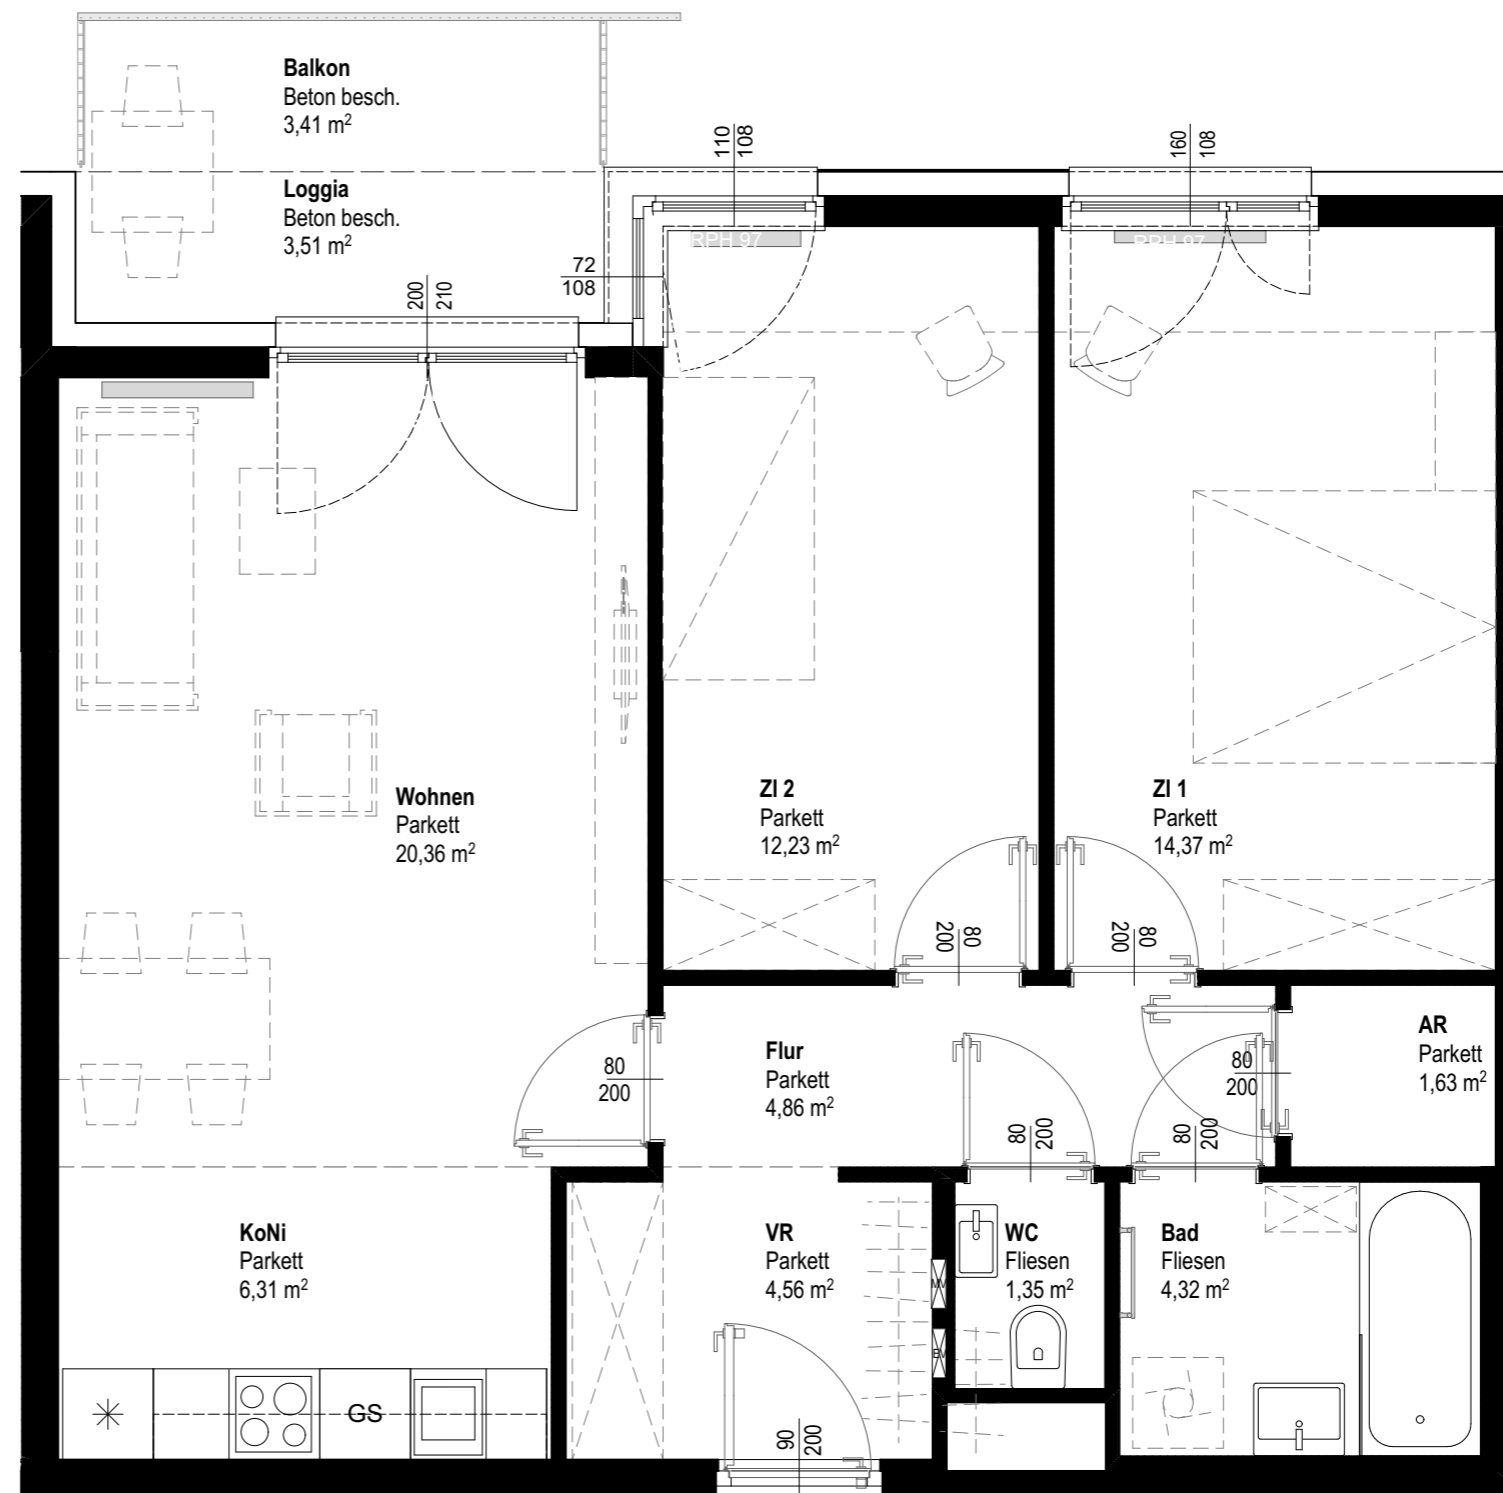 Balkon
Beton besch.
3,41 m²
Loggia
Beton besch.
3,51 m²
110
108
160
108
RPH 97
RPH 97
72
108
200
210
Wohnen
Parkett
20,36 m²
ZI 2
Parkett
12,23 m²
ZI 1
Parkett
14,37 m²
80
200
80
200
Flur
Parkett
4,86 m²
80
200
80
200
AR
Parkett
1,63 m²
80
200
80
200
KoNi
Parkett
6,31 m²
VR
Parkett
4,56 m²
WC
Fliesen
1,35 m²
Bad
Fliesen
4,32 m²
GS
90
200